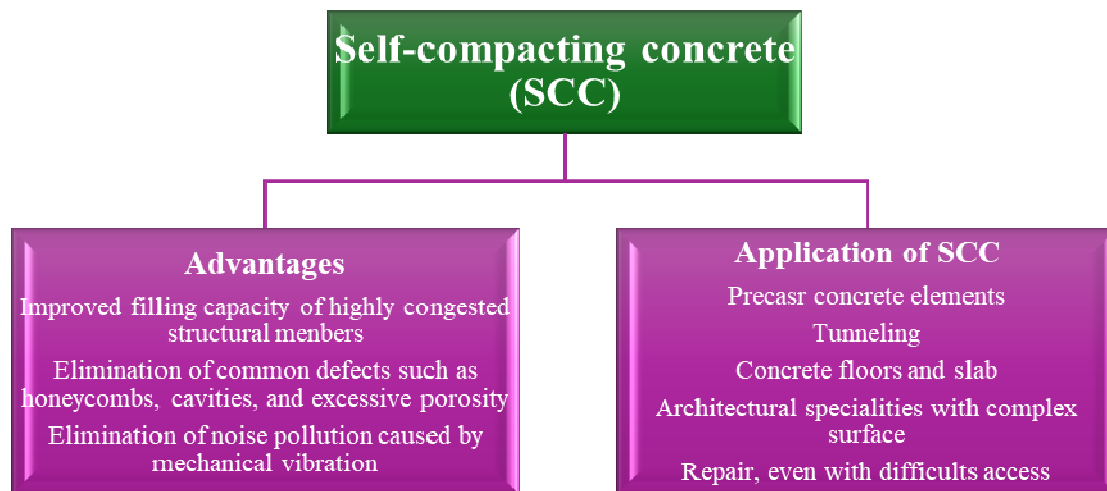 Self-compacting concrete
(SCC)
Advantages
Improved filling capacity of highly congested
structural menbers
Elimination of common defects such as
honeycombs, cavities, and excessive porosity
Elimination of noise pollution caused by
mechanical vibration
Application of SCC
Precasr concrete elements
Tunneling
Concrete floors and slab
Architectural specialities with complex
surface
Repair, even with difficults access